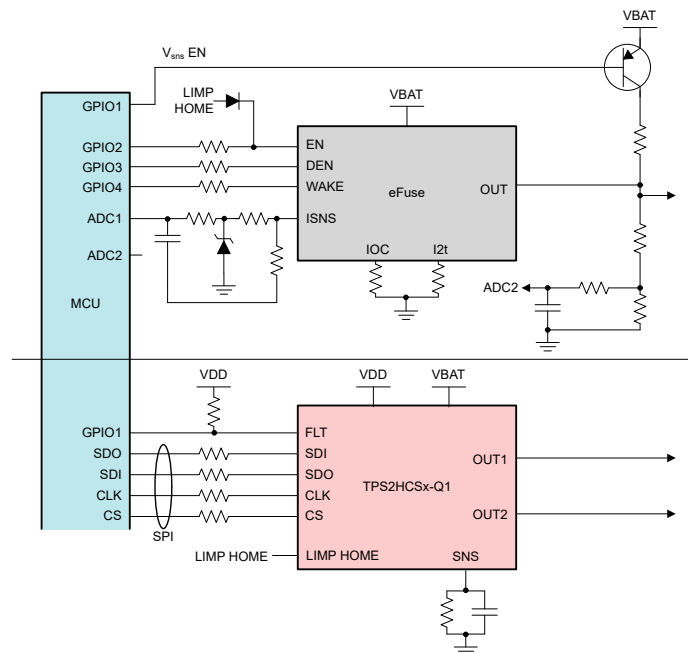 VBAT
Vsns EN
LIMP
HOME
VBAT
GPIO1
GPIO2
EN
GPIO3
DEN
GPIO4
WAKE
eFuse
OUT
ADC1
ISNS
ADC2
IOC
I2t
ADC2
MCU
VDD
VDD
VBAT
GPIO1
FLT
SDO
SDI
OUT1
SDI
SDO
TPS2HCSx-Q1
CLK
CLK
CS
CS
OUT2
SPI
LIMP HOME
LIMP HOME
SNS